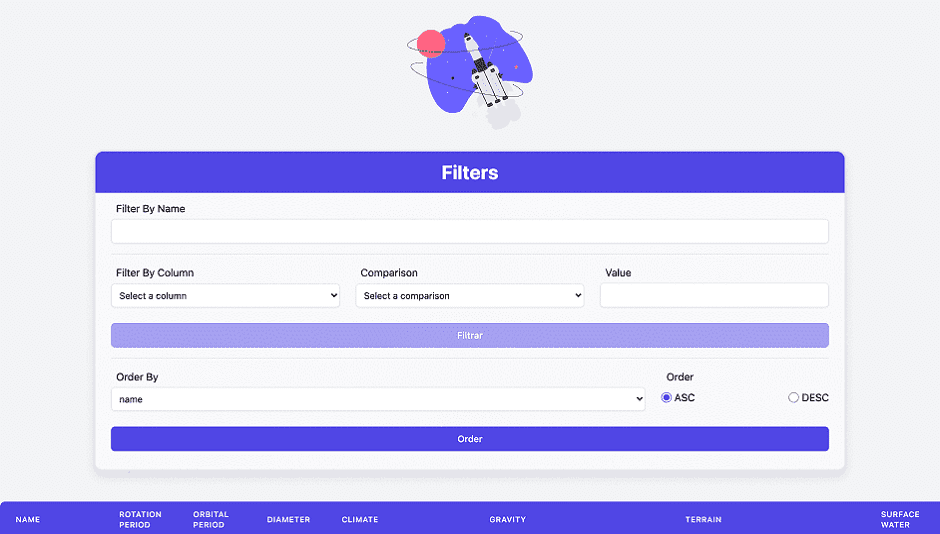 Filters
Filter By Name
Filter By Column Comparison Value
Select a column Select a comparison
Filtrar
Order By Order
name ASC DESC
Order
NAME ROTATION PERIOD ORBITAL PERIOD DIAMETER CLIMATE GRAVITY TERRAIN SURFACE WATER